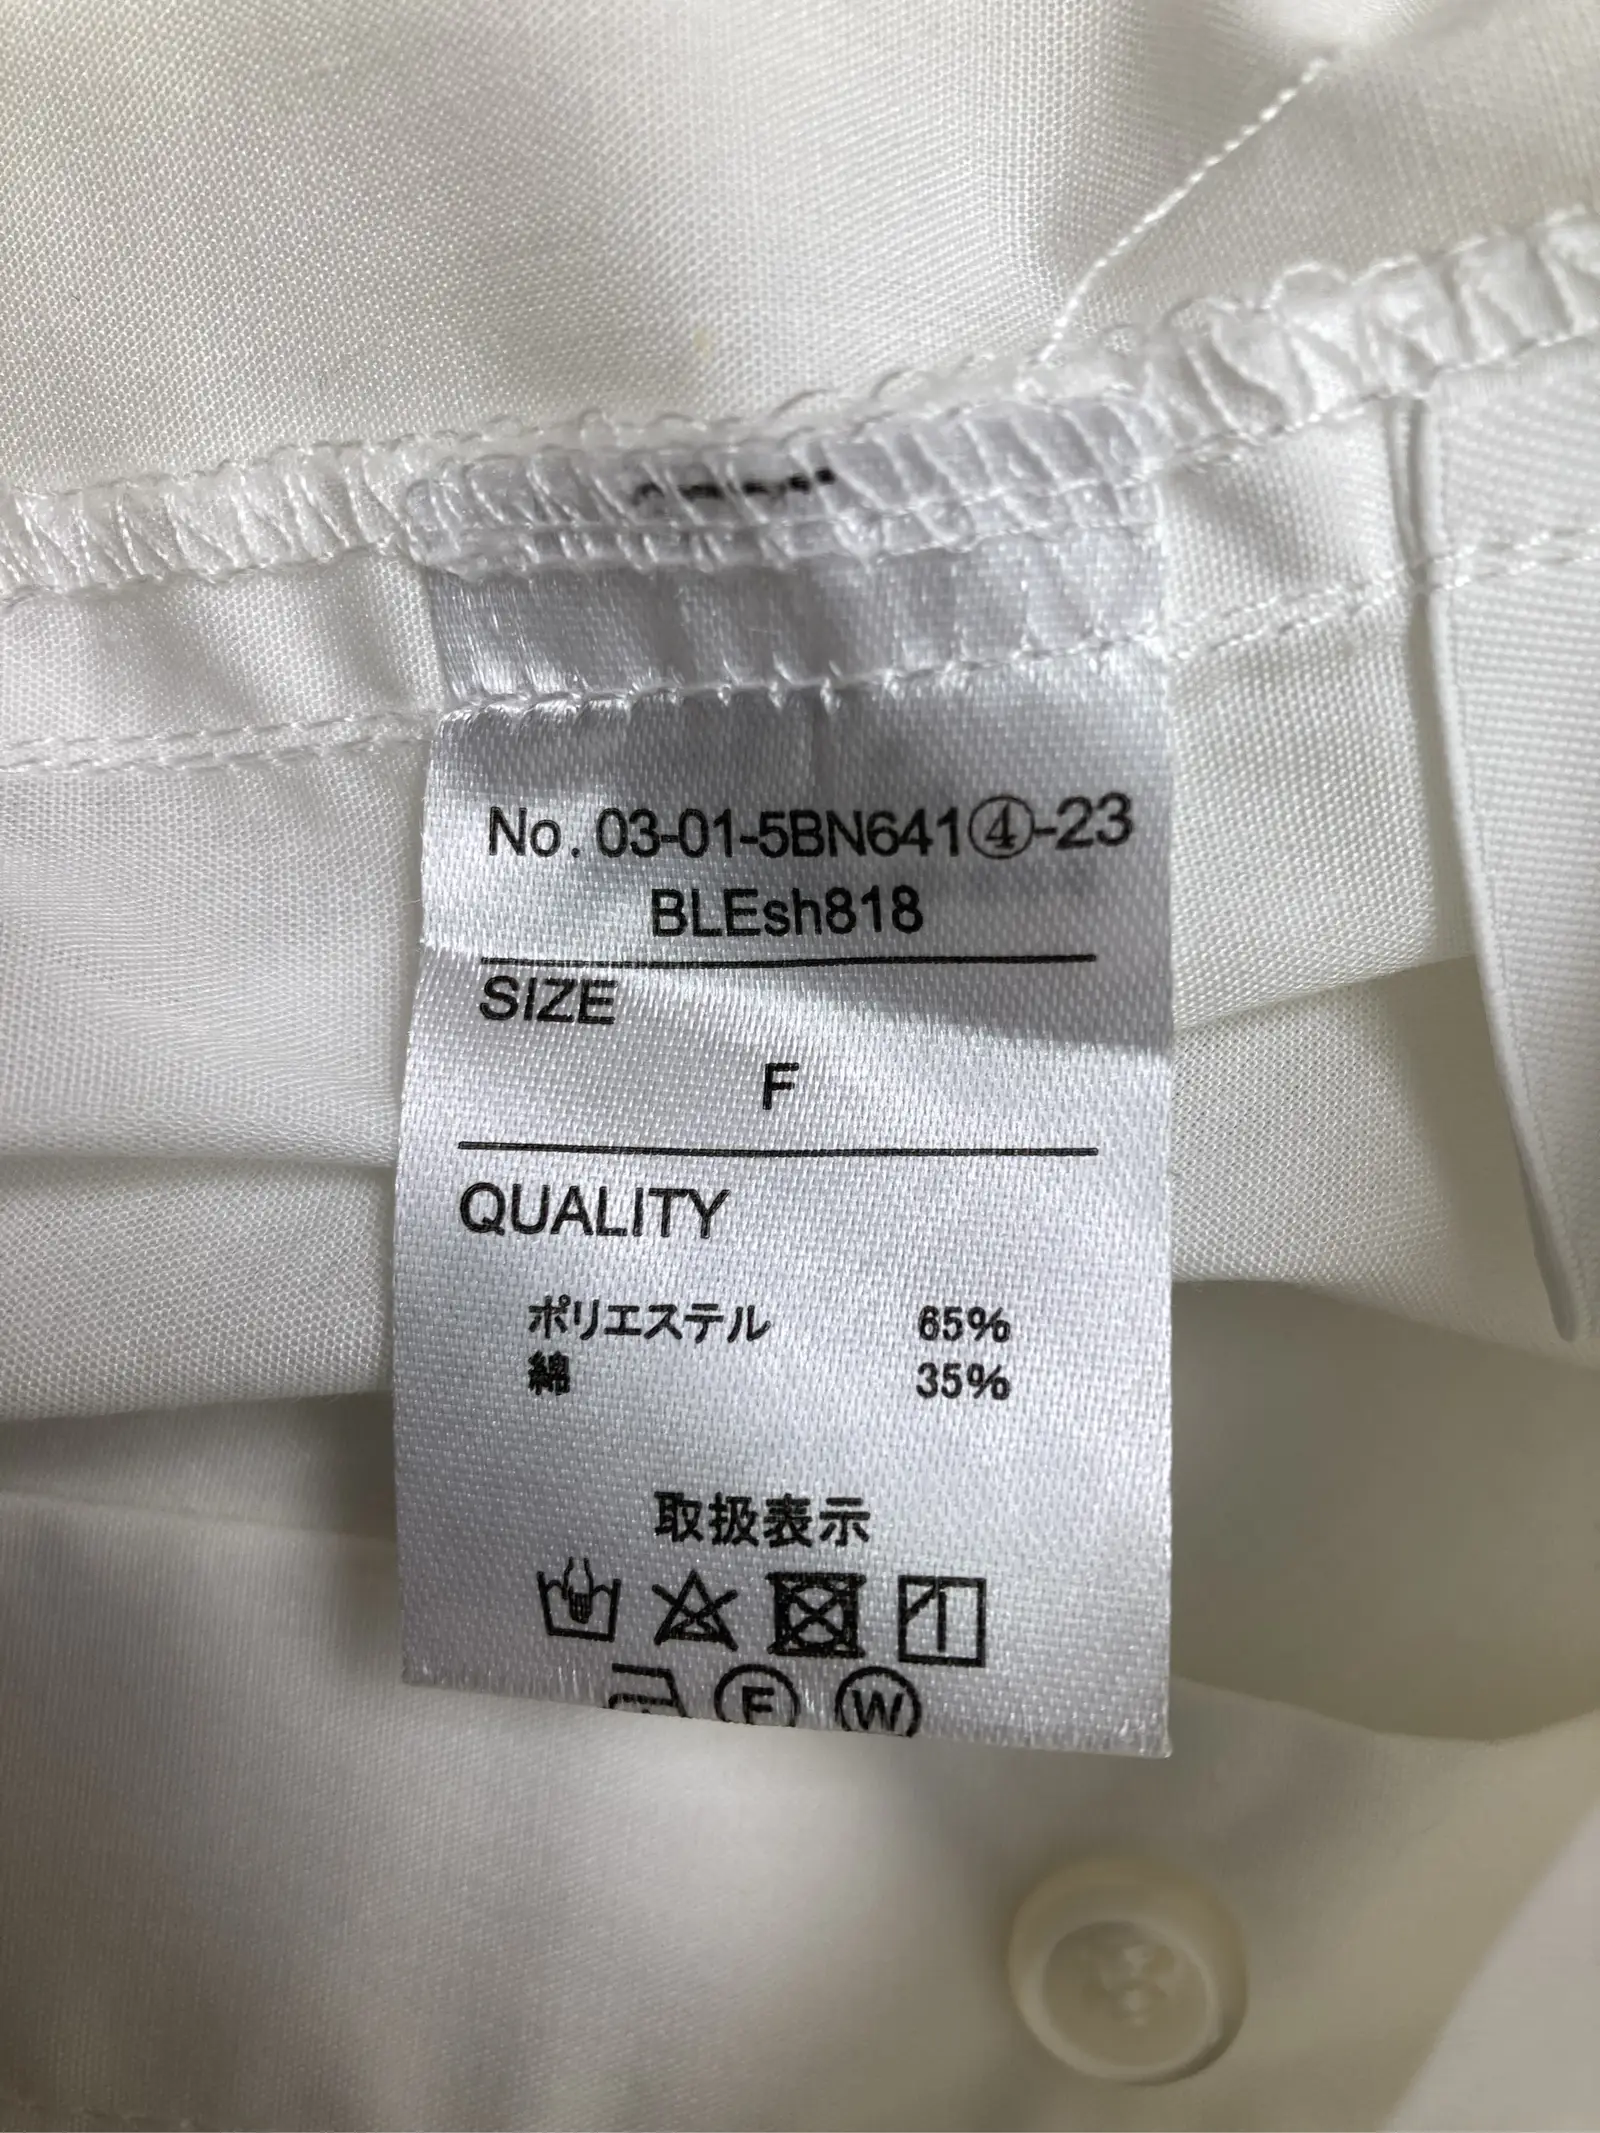 No. 03-01-5BN641④-23
BLEsh818
SIZE
F
QUALITY
ポリエステル 65%
綿 35%
取扱表示
F W